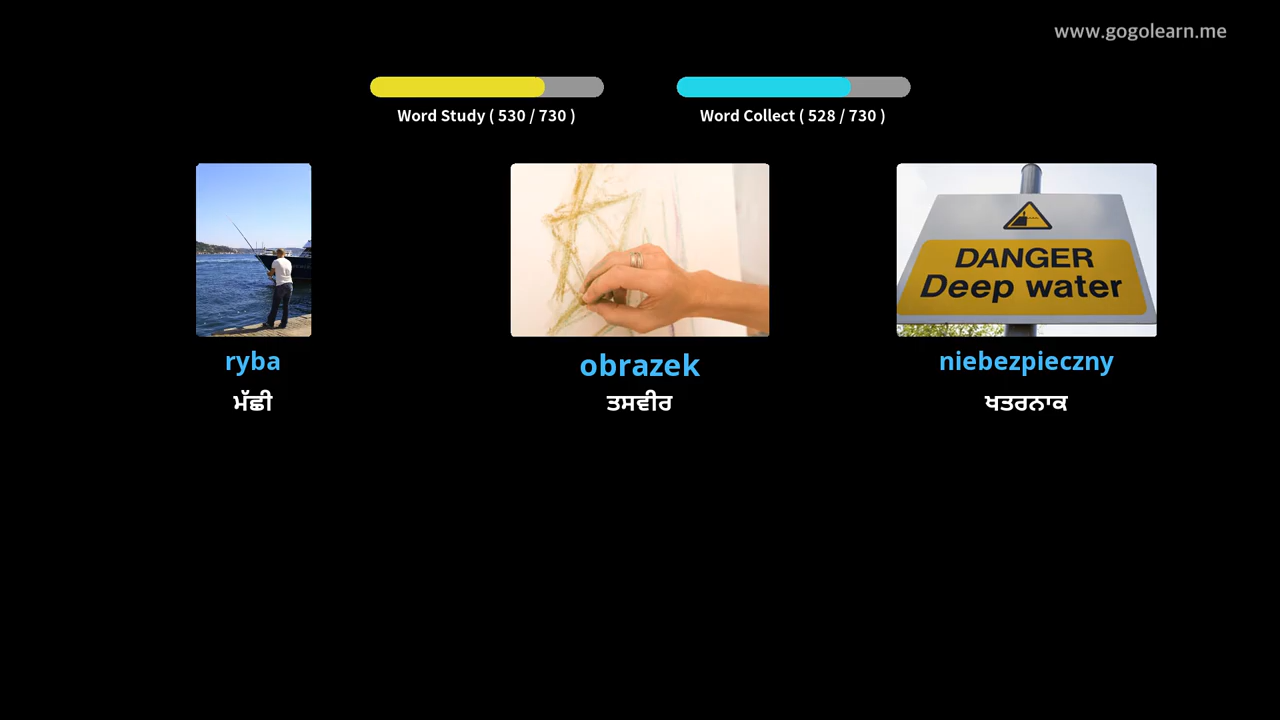 www.gogolearn.me
Word Study ( 530 / 730 )
Word Collect ( 528 / 730 )
DANGER
Deep water
ryba
obrazek
niebezpieczny
ਮੱਛੀ
ਤਸਵੀਰ
ਖਤਰਨਾਕ